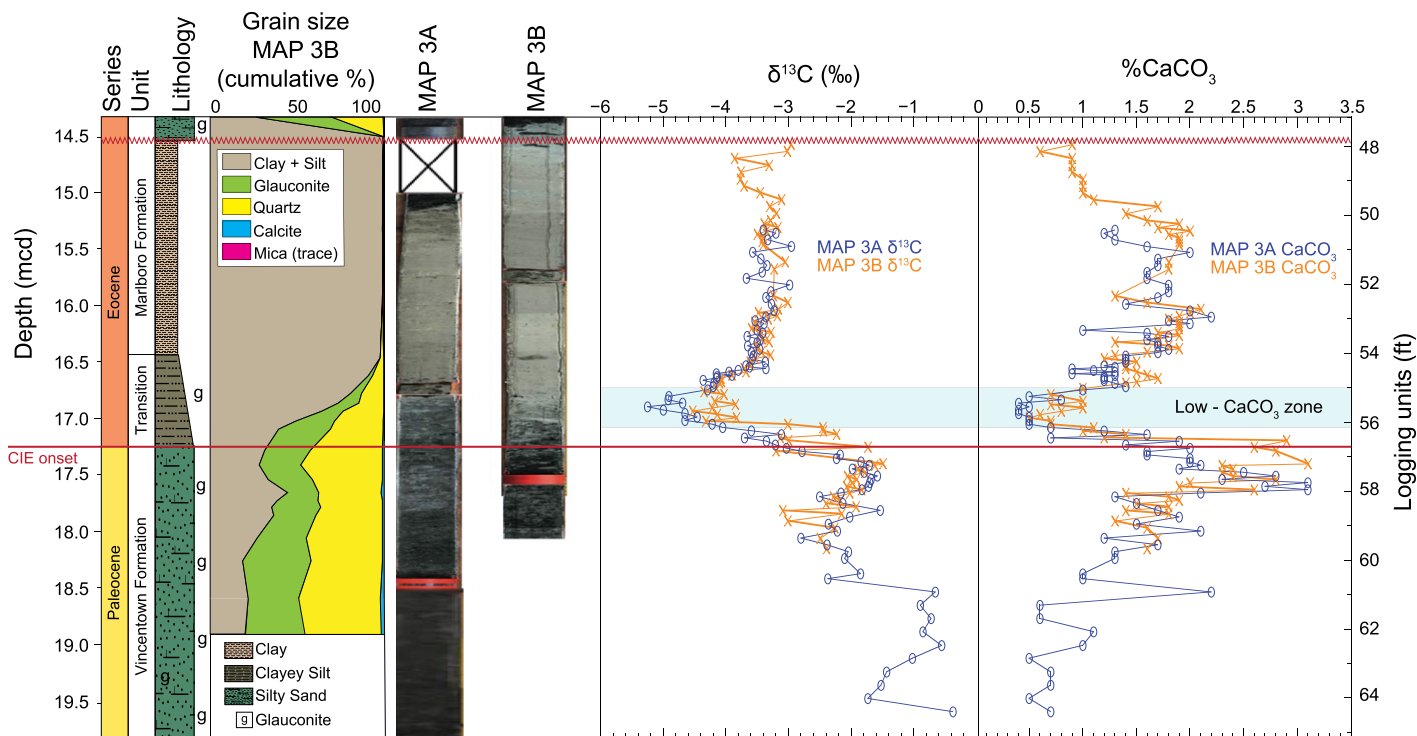 Series
Unit
Lithology
Grain size
MAP 3B
(cumulative %)
0 50 100
MAP 3A
MAP 3B
δ¹³C (‰)
−6 −5 −4 −3 −2 −1 0
%CaCO₃
0.5 1 1.5 2 2.5 3 3.5
Depth (mcd)
14.5
15.0
15.5
16.0
16.5
17.0
17.5
18.0
18.5
19.0
19.5
CIE onset
Eocene
Paleocene
Marlboro Formation
Transition
Vincentown Formation
g
g
g
g
g
g
g
Clay + Silt
Glauconite
Quartz
Calcite
Mica (trace)
Clay
Clayey Silt
Silty Sand
g Glauconite
MAP 3A δ¹³C
MAP 3B δ¹³C
MAP 3A CaCO₃
MAP 3B CaCO₃
Low - CaCO₃ zone
48
50
52
54
56
58
60
62
64
Logging units (ft)